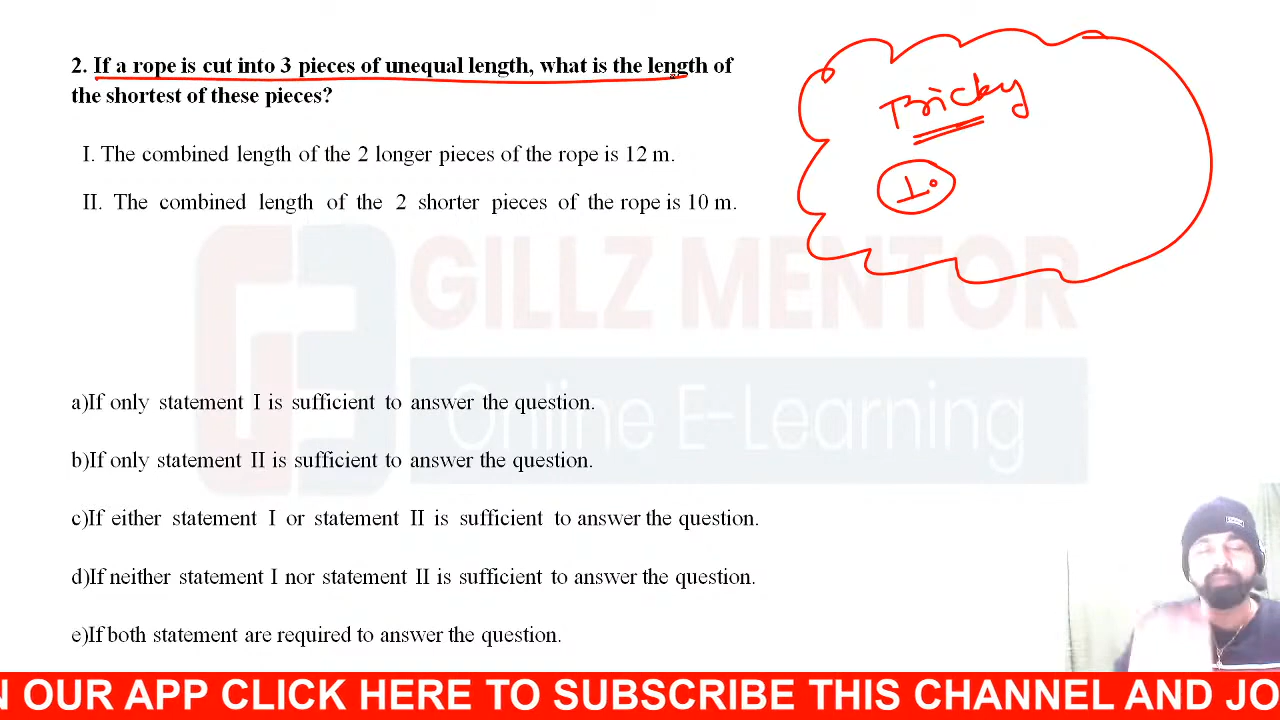 2. If a rope is cut into 3 pieces of unequal length, what is the length of
the shortest of these pieces?
Tricky
I. The combined length of the 2 longer pieces of the rope is 12 m.
I.
II. The combined length of the 2 shorter pieces of the rope is 10 m.
GILLZ MENTOR
Online E-Learning
a)If only statement I is sufficient to answer the question.
b)If only statement II is sufficient to answer the question.
c)If either statement I or statement II is sufficient to answer the question.
d)If neither statement I nor statement II is sufficient to answer the question.
e)If both statement are required to answer the question.
N OUR APP CLICK HERE TO SUBSCRIBE THIS CHANNEL AND JO